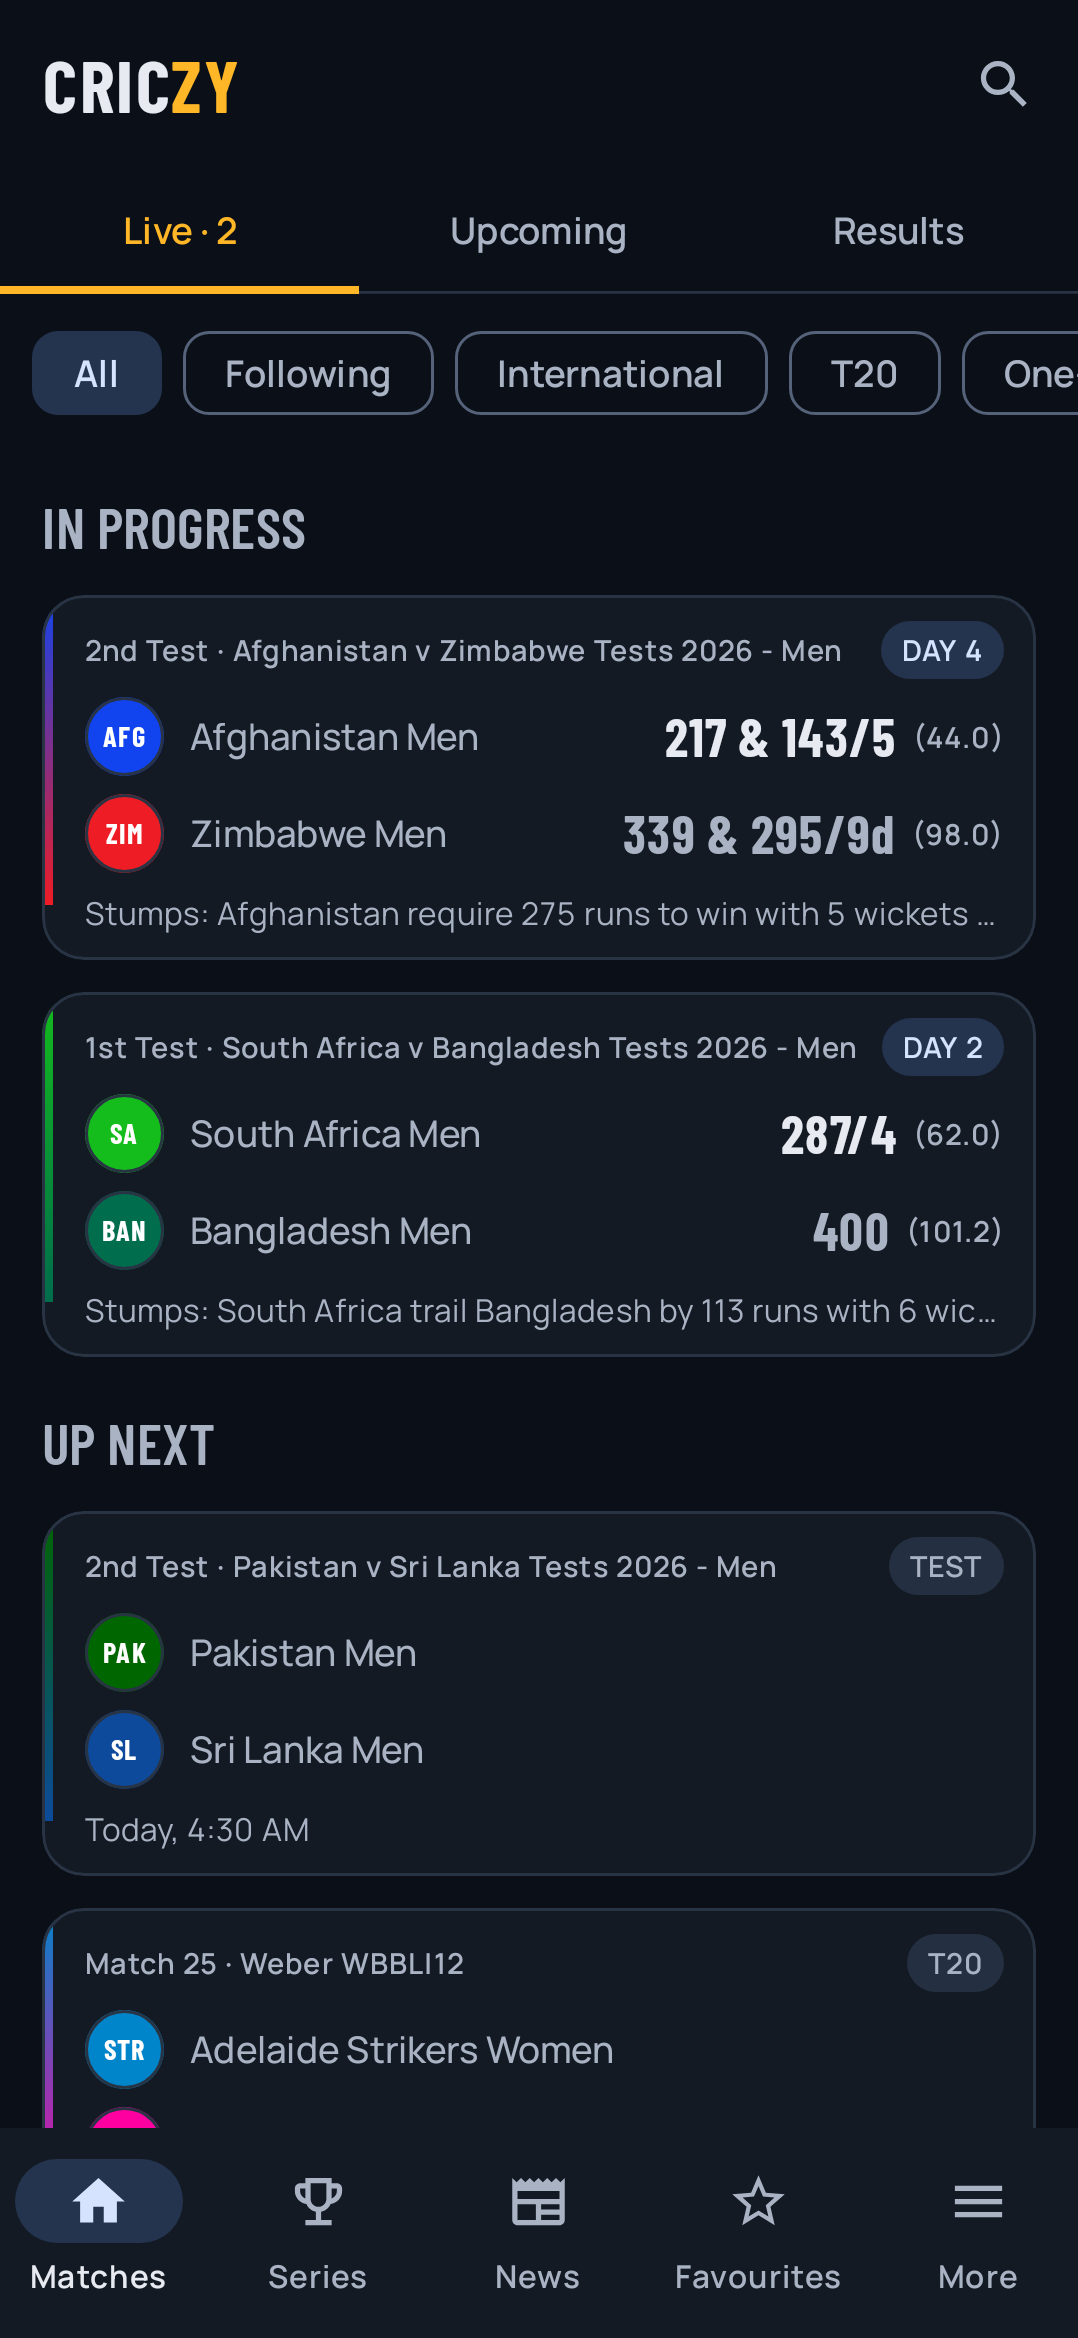 CRICZY
Live · 2 Upcoming Results
All Following International T20 One-
IN PROGRESS
2nd Test · Afghanistan v Zimbabwe Tests 2026 - Men DAY 4
AFG Afghanistan Men 217 & 143/5 (44.0)
ZIM Zimbabwe Men 339 & 295/9d (98.0)
Stumps: Afghanistan require 275 runs to win with 5 wickets …
1st Test · South Africa v Bangladesh Tests 2026 - Men DAY 2
SA South Africa Men 287/4 (62.0)
BAN Bangladesh Men 400 (101.2)
Stumps: South Africa trail Bangladesh by 113 runs with 6 wic…
UP NEXT
2nd Test · Pakistan v Sri Lanka Tests 2026 - Men TEST
PAK Pakistan Men
SL Sri Lanka Men
Today, 4:30 AM
Match 25 · Weber WBBL|12 T20
STR Adelaide Strikers Women
Matches Series News Favourites More